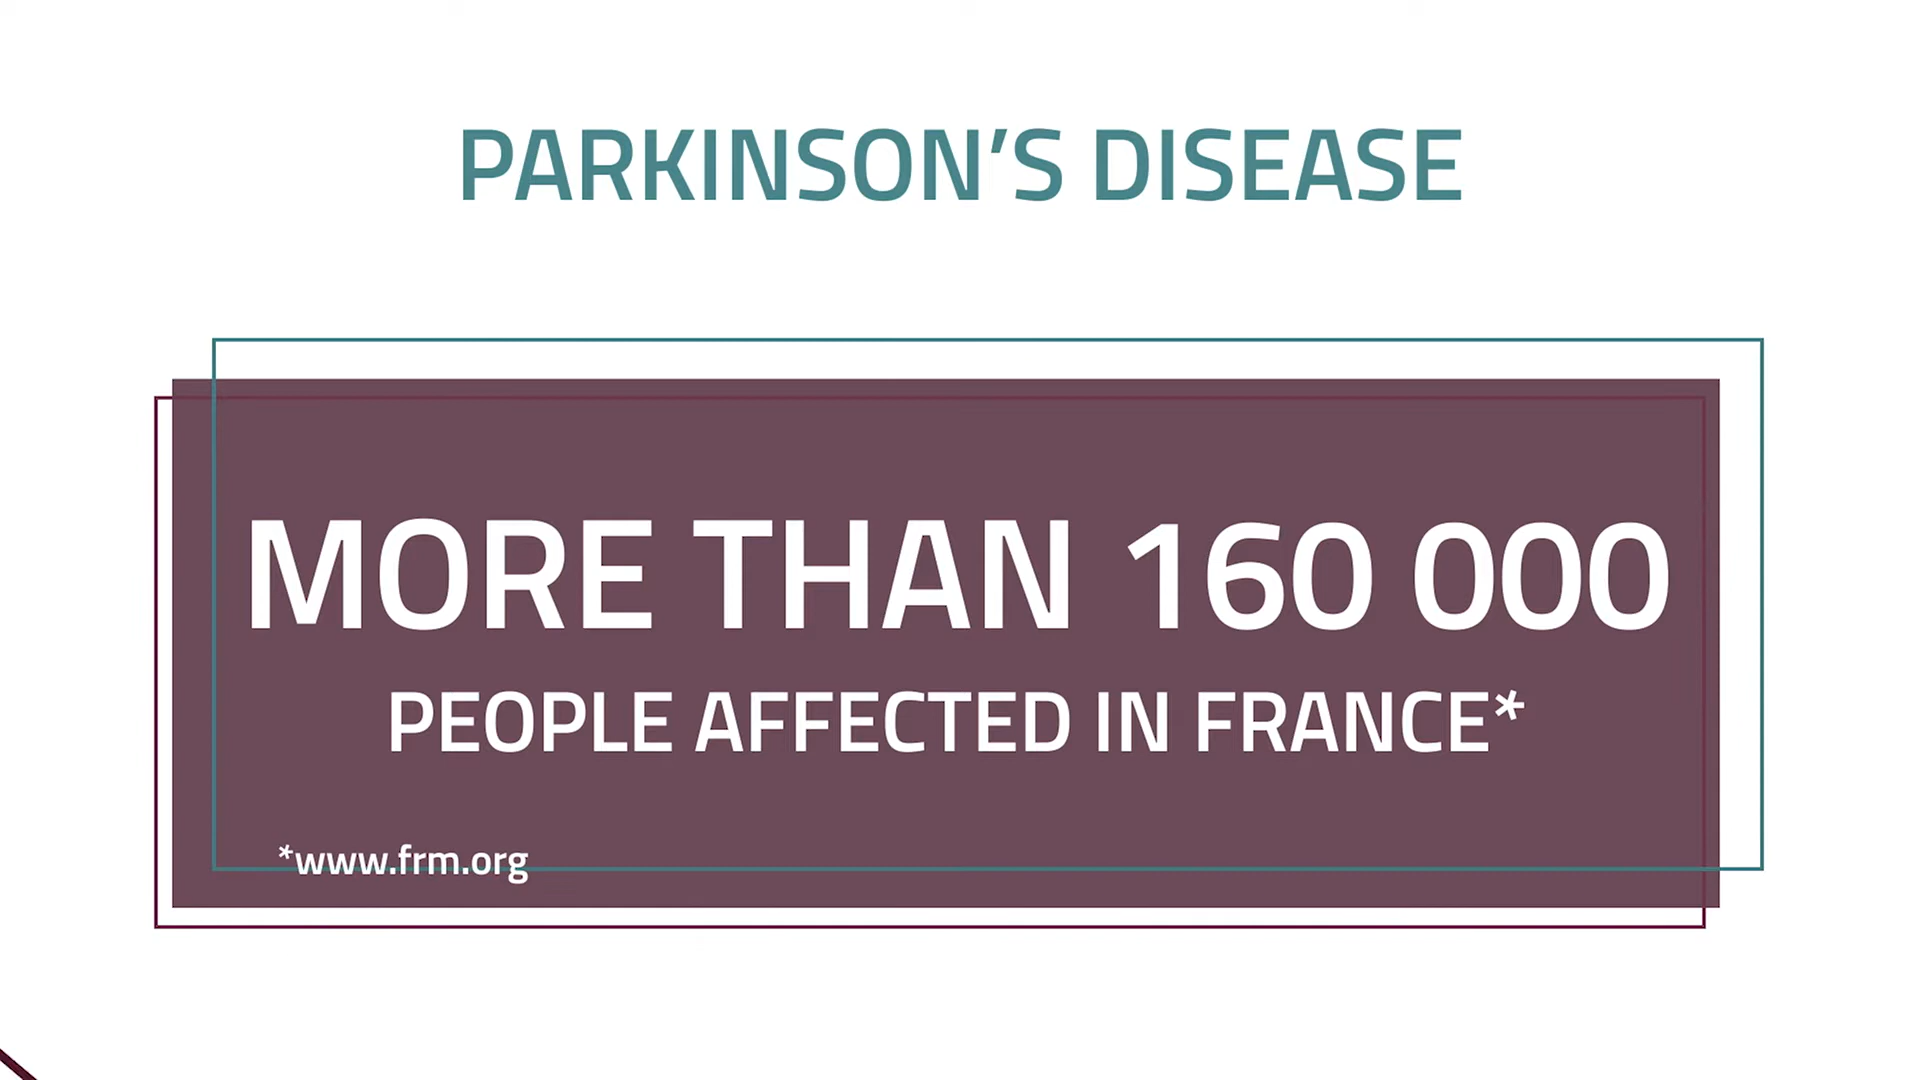 PARKINSON’S DISEASE
MORE THAN 160 000
PEOPLE AFFECTED IN FRANCE*
*www.frm.org